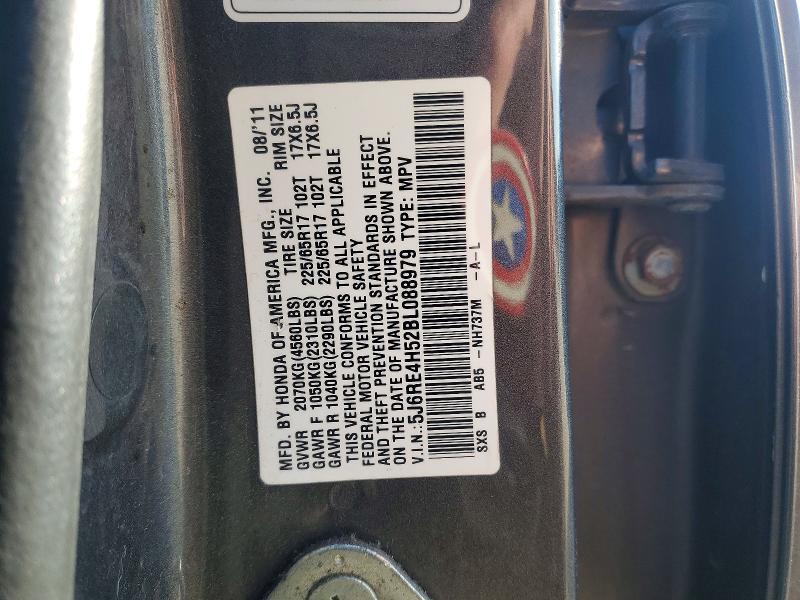 MFD. BY HONDA OF AMERICA MFG., INC. 08/'11
GVWR 2070KG(4560LBS) TIRE SIZE RIM SIZE
GAWR F 1050KG(2310LBS) 225/65R17 102T 17X6.5J
GAWR R 1040KG(2290LBS) 225/65R17 102T 17X6.5J
THIS VEHICLE CONFORMS TO ALL APPLICABLE
FEDERAL MOTOR VEHICLE SAFETY
AND THEFT PREVENTION STANDARDS IN EFFECT
ON THE DATE OF MANUFACTURE SHOWN ABOVE.
V.I.N.:5J6RE4H52BL088979 TYPE: MPV
SXS B AB5 -NH737M -A-L